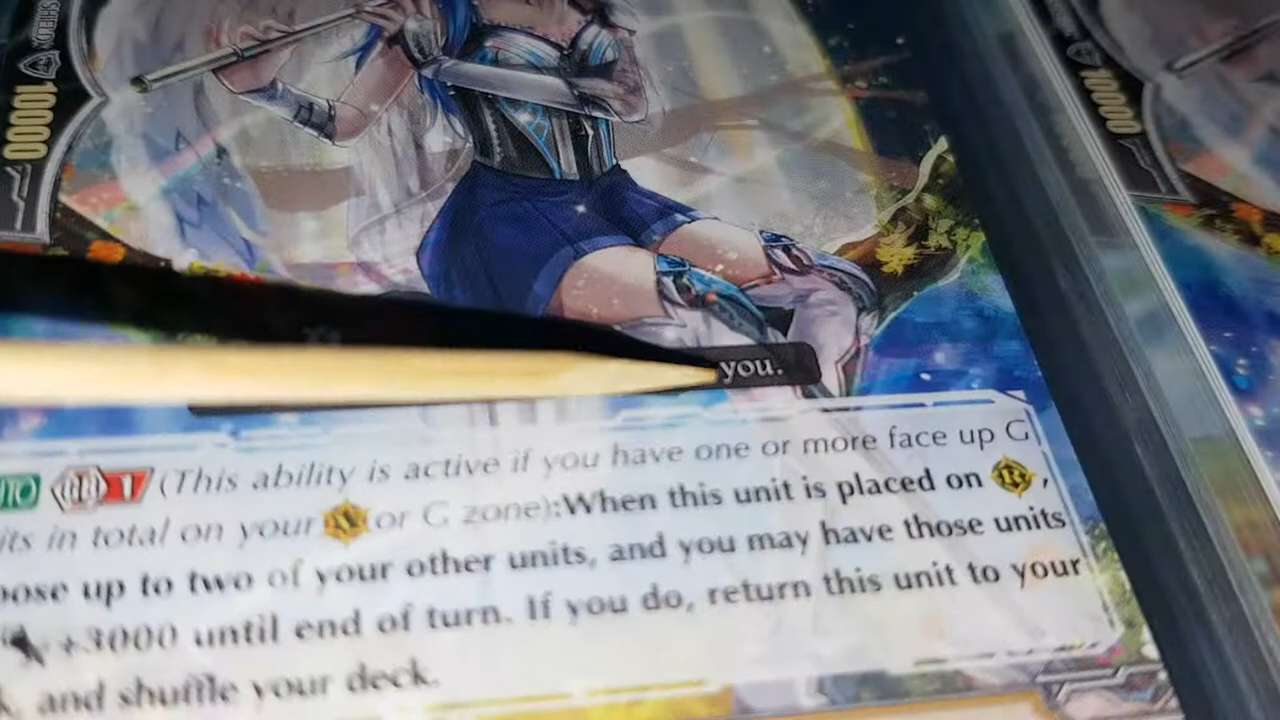 SHIELD
10000
10000
you.
GB 1 (This ability is active if you have one or more face up G
in total on your R or G zone):When this unit is placed on R,
up to two of your other units, and you may have those units
+3000 until end of turn. If you do, return this unit to your
and shuffle your deck.